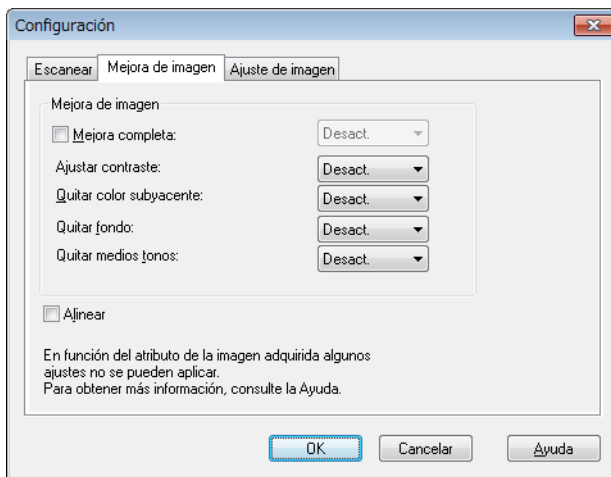 Configuración
Escanear Mejora de imagen Ajuste de imagen
Mejora de imagen
Mejora completa: Desact.
Ajustar contraste: Desact.
Quitar color subyacente: Desact.
Quitar fondo: Desact.
Quitar medios tonos: Desact.
Alinear
En función del atributo de la imagen adquirida algunos
ajustes no se pueden aplicar.
Para obtener más información, consulte la Ayuda.
OK Cancelar Ayuda